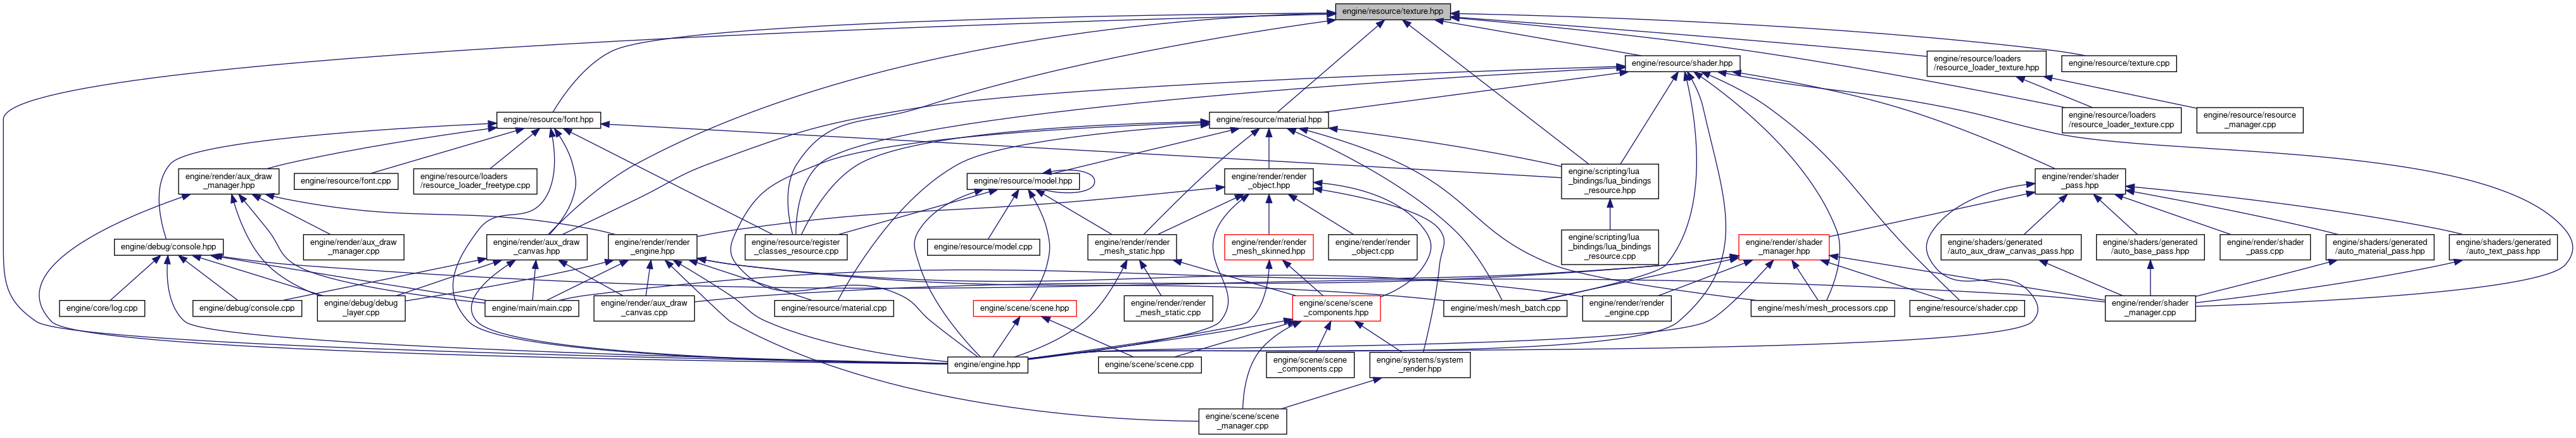 engine/resource/texture.hpp
engine/resource/shader.hpp
engine/resource/loaders
/resource_loader_texture.hpp
engine/resource/texture.cpp
engine/resource/font.hpp
engine/resource/material.hpp
engine/resource/loaders
/resource_loader_texture.cpp
engine/resource/resource
_manager.cpp
engine/render/aux_draw
_manager.hpp
engine/resource/font.cpp
engine/resource/loaders
/resource_loader_freetype.cpp
engine/resource/model.hpp
engine/render/render
_object.hpp
engine/scripting/lua
_bindings/lua_bindings
_resource.hpp
engine/render/shader
_pass.hpp
engine/debug/console.hpp
engine/render/aux_draw
_manager.cpp
engine/render/aux_draw
_canvas.hpp
engine/render/render
_engine.hpp
engine/resource/register
_classes_resource.cpp
engine/resource/model.cpp
engine/render/render
_mesh_static.hpp
engine/render/render
_mesh_skinned.hpp
engine/render/render
_object.cpp
engine/scripting/lua
_bindings/lua_bindings
_resource.cpp
engine/render/shader
_manager.hpp
engine/shaders/generated
/auto_aux_draw_canvas_pass.hpp
engine/shaders/generated
/auto_base_pass.hpp
engine/render/shader
_pass.cpp
engine/shaders/generated
/auto_material_pass.hpp
engine/shaders/generated
/auto_text_pass.hpp
engine/core/log.cpp
engine/debug/console.cpp
engine/debug/debug
_layer.cpp
engine/main/main.cpp
engine/render/aux_draw
_canvas.cpp
engine/resource/material.cpp
engine/scene/scene.hpp
engine/render/render
_mesh_static.cpp
engine/scene/scene
_components.hpp
engine/mesh/mesh_batch.cpp
engine/render/render
_engine.cpp
engine/mesh/mesh_processors.cpp
engine/resource/shader.cpp
engine/render/shader
_manager.cpp
engine/engine.hpp
engine/scene/scene.cpp
engine/scene/scene
_components.cpp
engine/systems/system
_render.hpp
engine/scene/scene
_manager.cpp